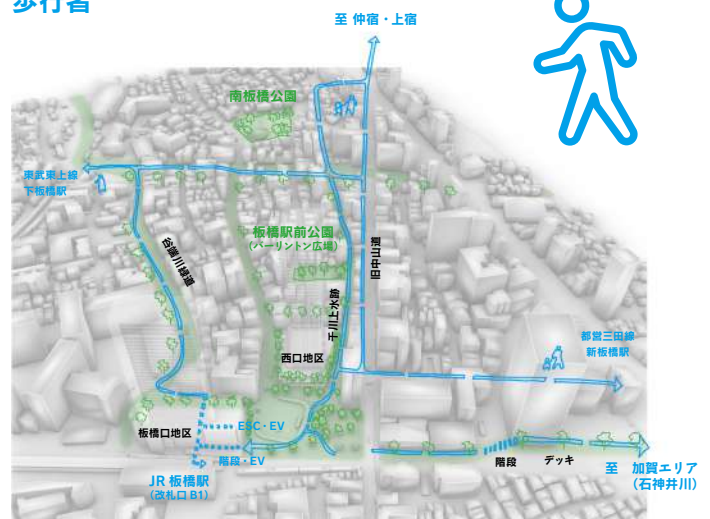 歩行者
至 仲宿・上宿
南板橋公園
東武東上線
下板橋駅
谷端川緑道
板橋駅前公園
(バーリントン広場)
旧中山道
千川上水跡
西口地区
都営三田線
新板橋駅
板橋口地区
ESC・EV
階段・EV
JR 板橋駅
(改札口 B1)
階段
デッキ
至 加賀エリア
(石神井川)